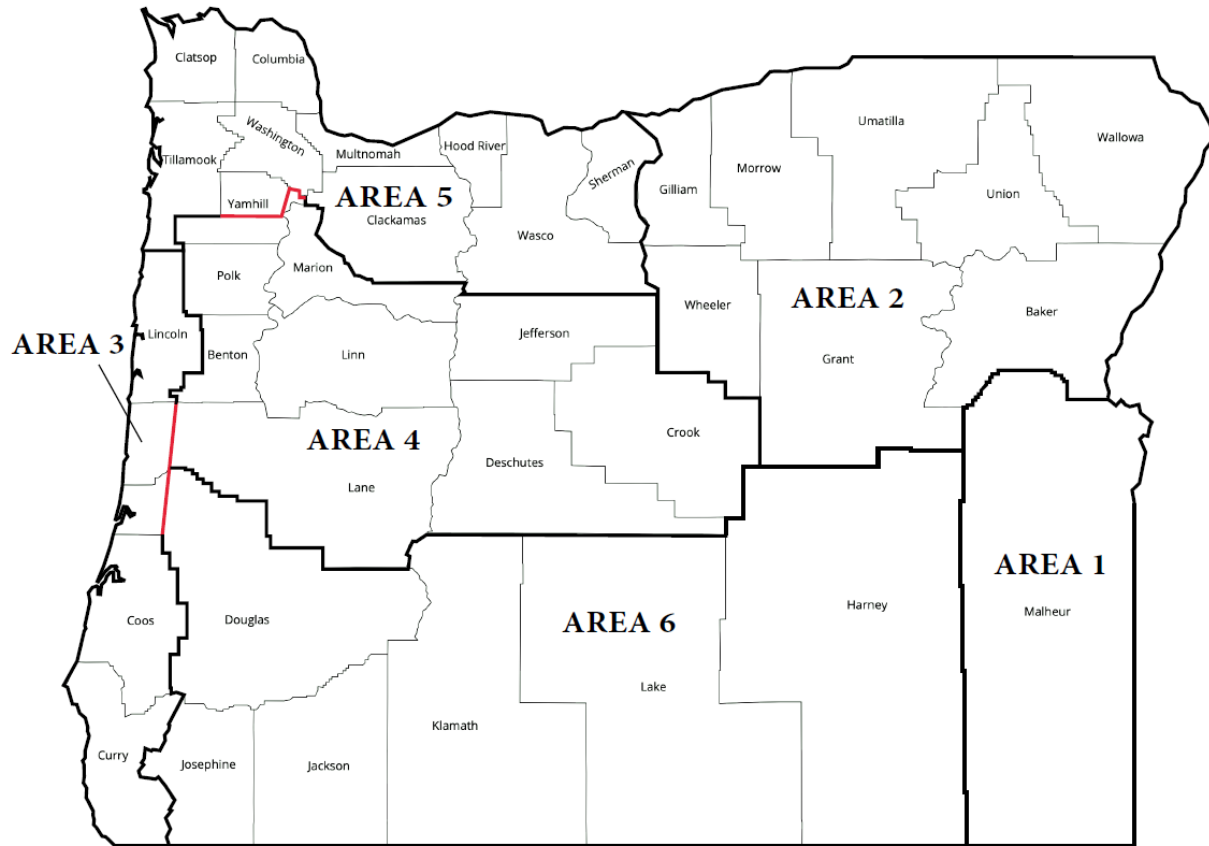 Clatsop
Columbia
Washington
Tillamook
Multnomah
Hood River
Sherman
Umatilla
Wallowa
Morrow
Gilliam
Union
Yamhill
AREA 5
Clackamas
Wasco
Marion
Polk
Wheeler
AREA 2
Baker
Lincoln
Jefferson
AREA 3
Benton
Linn
Grant
Crook
AREA 4
Deschutes
Lane
AREA 1
Malheur
Harney
Coos
Douglas
AREA 6
Lake
Klamath
Curry
Josephine
Jackson